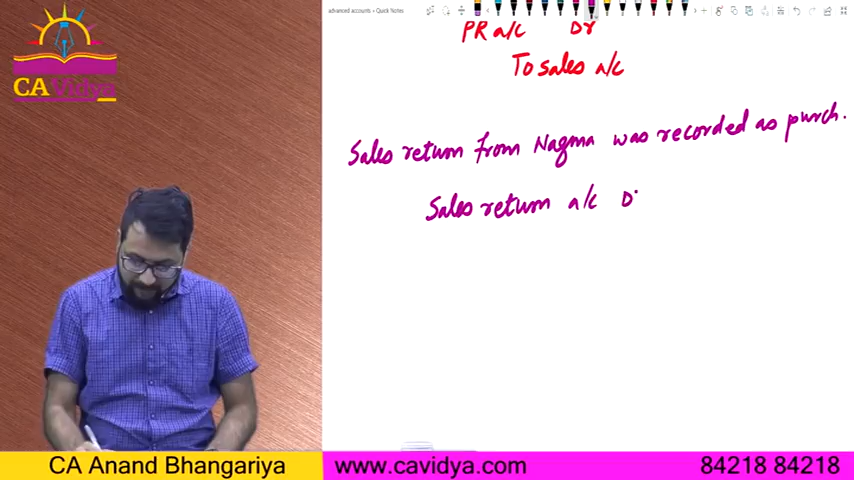 advanced accounts » Quick Notes
PR a/c Dr
To sales a/c
CA Vidya
Sales return from Nagma was recorded as purch.
Sales return a/c D
CA Anand Bhangariya
www.cavidya.com
84218 84218